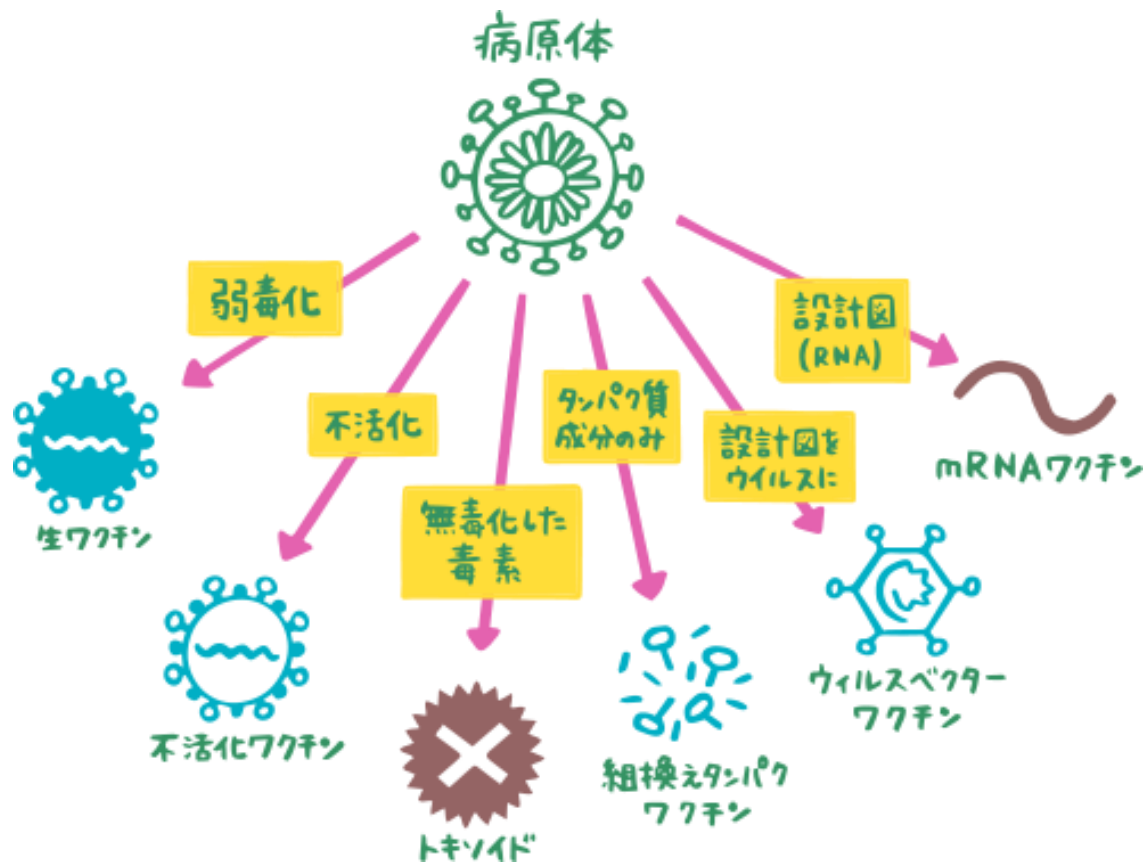 病原体
弱毒化
生ワクチン
不活化
不活化ワクチン
無毒化した
毒素
トキソイド
タンパク質
成分のみ
組換えタンパク
ワクチン
設計図を
ウイルスに
ウィルスベクター
ワクチン
設計図
(RNA)
mRNAワクチン